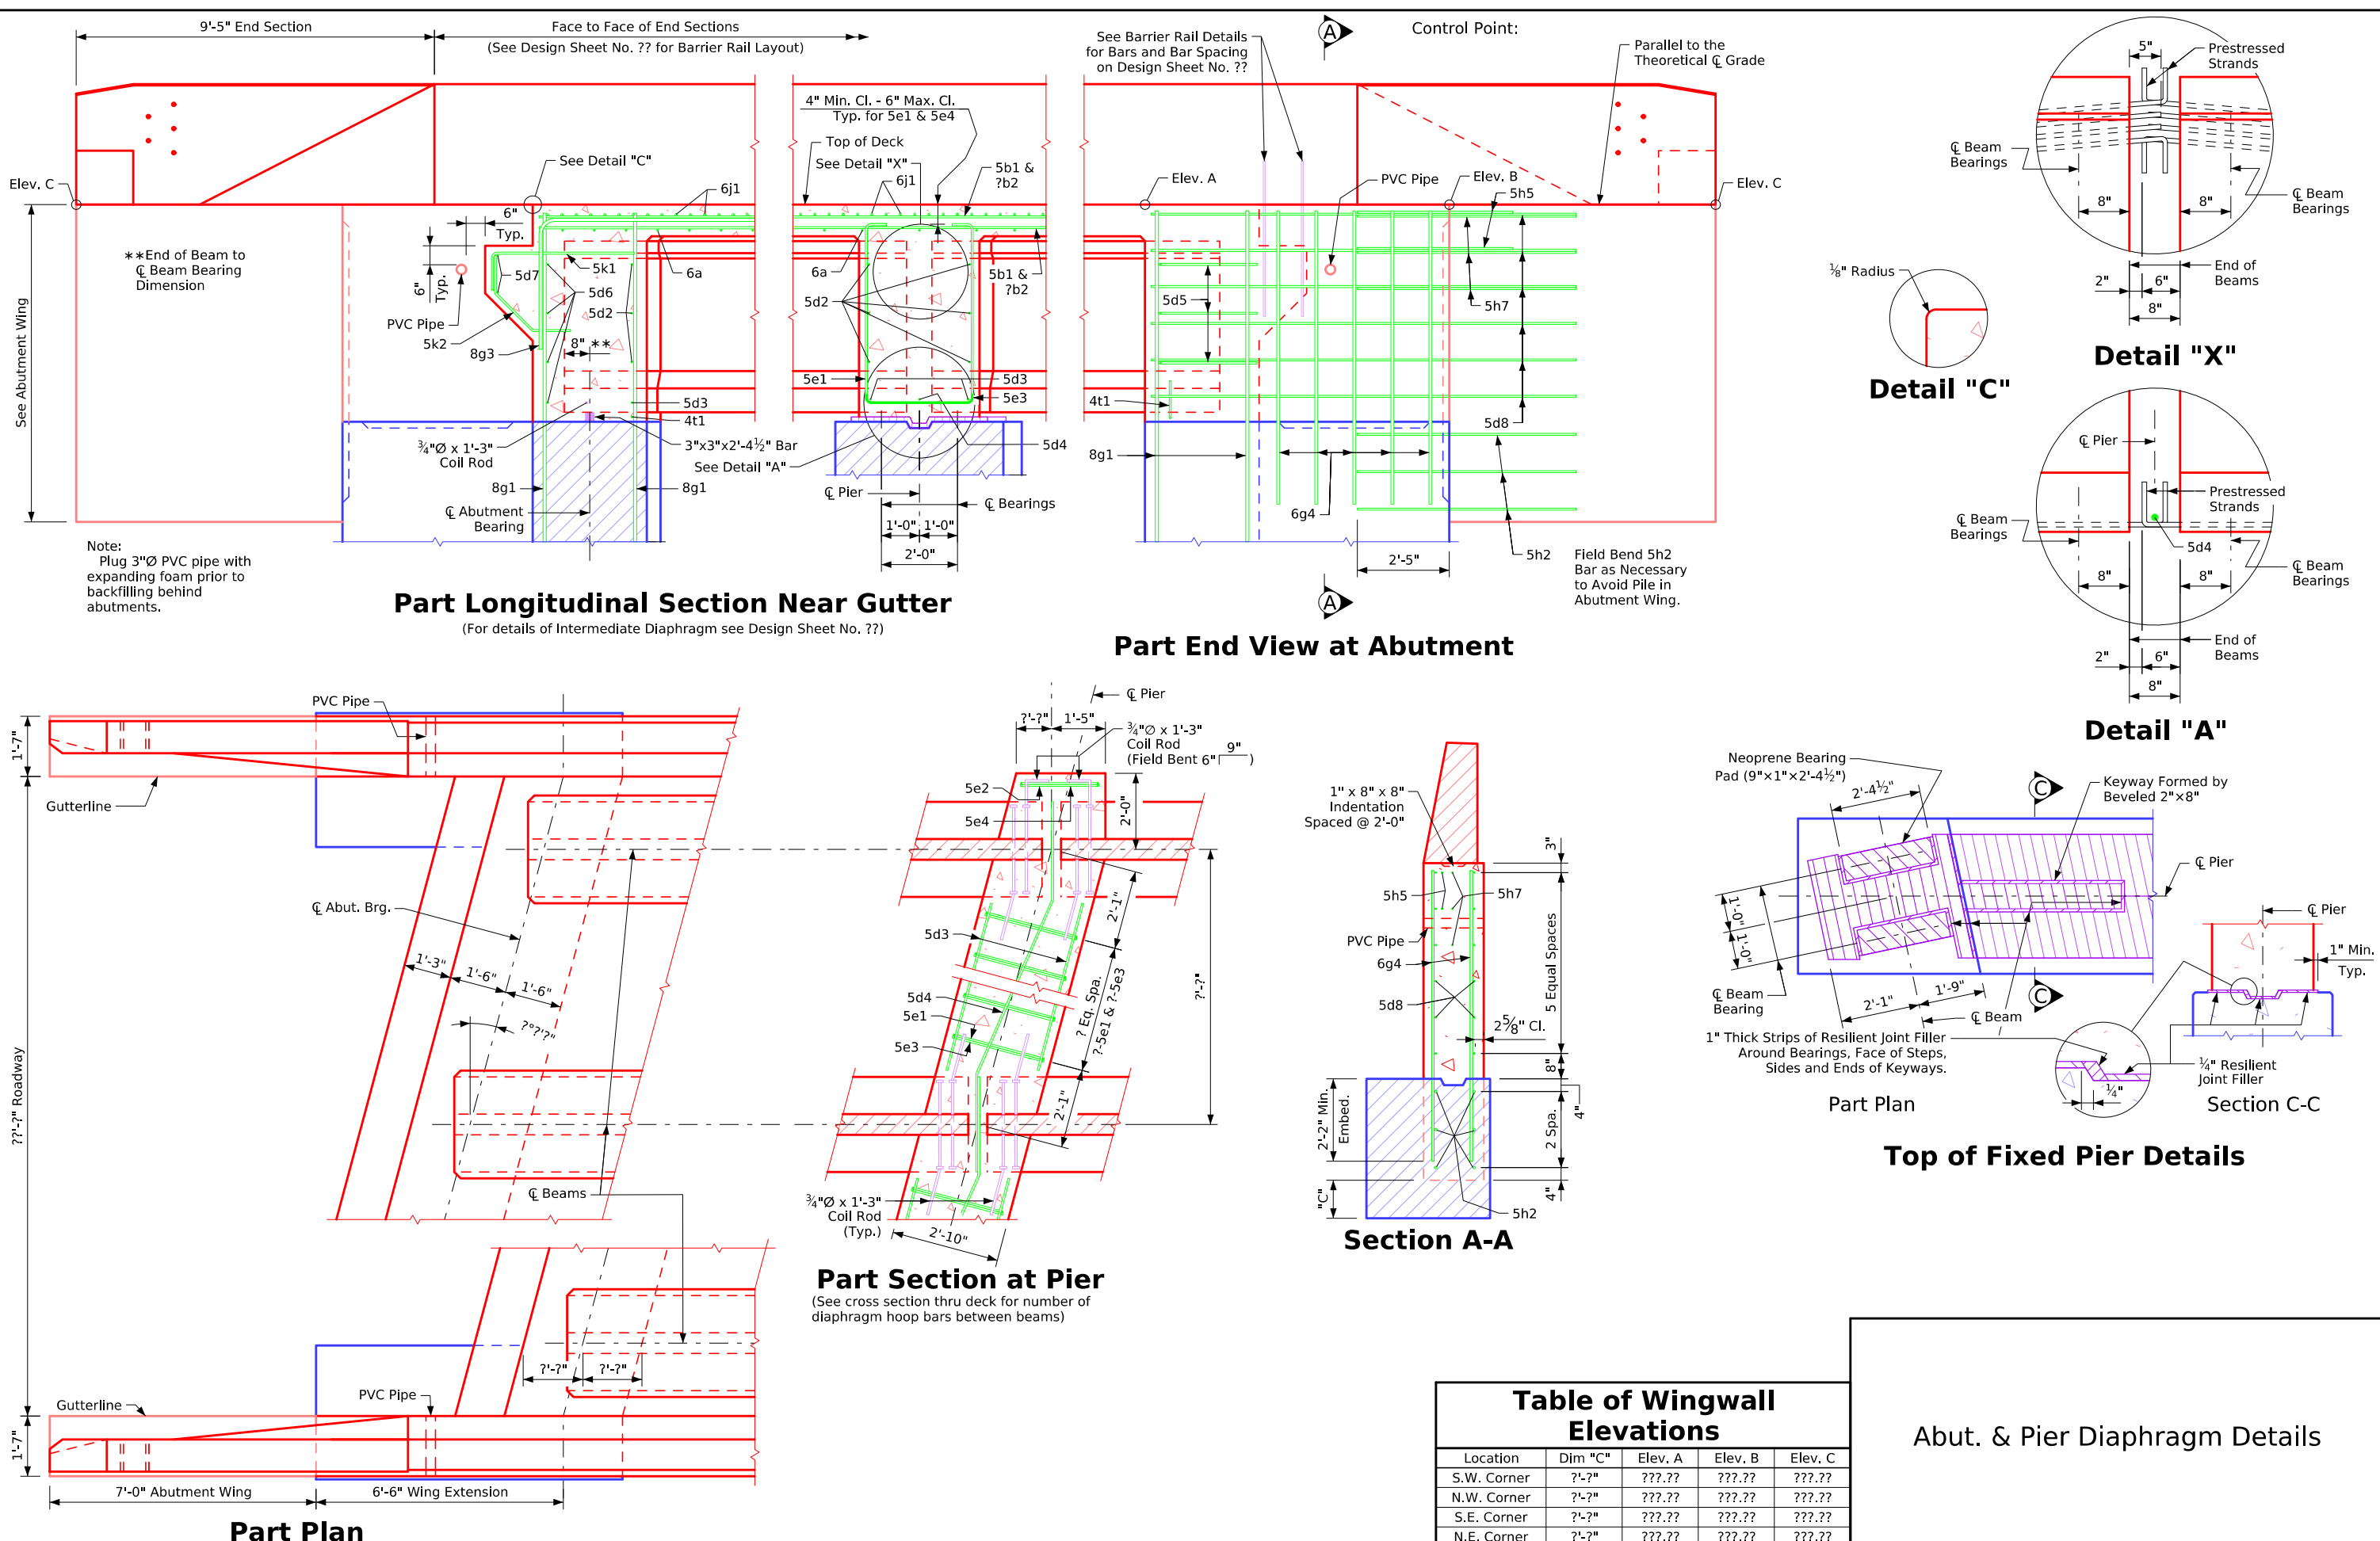 9'-5" End Section
Face to Face of End Sections
(See Design Sheet No. ?? for Barrier Rail Layout)
See Barrier Rail Details
for Bars and Bar Spacing
on Design Sheet No. ??
A
Control Point:
Parallel to the
Theoretical ℄ Grade
4" Min. Cl. - 6" Max. Cl.
Typ. for 5e1 & 5e4
Top of Deck
See Detail "X"
See Detail "C"
Elev. C
6j1
6j1
5b1 &
?b2
Elev. A
PVC Pipe
Elev. B
5h5
Elev. C
6"
Typ.
6"
Typ.
**End of Beam to
℄ Beam Bearing
Dimension
See Abutment Wing
5d7
5k1
6a
5d6
5d2
PVC Pipe
5k2
8g3
8" **
6a
5d2
5b1 &
?b2
5d5
5h7
5e1
5d3
5e3
5d3
4t1
4t1
3"x3"x2'-4½" Bar
¾"Ø x 1'-3"
Coil Rod
See Detail "A"
5d4
5d8
8g1
8g1
8g1
℄ Pier
℄ Bearings
℄ Abutment
Bearing
1'-0"
1'-0"
2'-0"
6g4
2'-5"
5h2
Field Bend 5h2
Bar as Necessary
to Avoid Pile in
Abutment Wing.
A
Note:
Plug 3"Ø PVC pipe with
expanding foam prior to
backfilling behind
abutments.
Part Longitudinal Section Near Gutter
(For details of Intermediate Diaphragm see Design Sheet No. ??)
Part End View at Abutment
5"
Prestressed
Strands
℄ Beam
Bearings
℄ Beam
Bearings
8"
8"
End of
Beams
2"
6"
8"
Detail "X"
⅛" Radius
Detail "C"
℄ Pier
Prestressed
Strands
℄ Beam
Bearings
5d4
℄ Beam
Bearings
8"
8"
End of
Beams
2"
6"
8"
Detail "A"
PVC Pipe
1'-7"
Gutterline
℄ Abut. Brg.
1'-3"
1'-6"
1'-6"
?°?'?"
??'-?" Roadway
℄ Beams
?'-?"
?'-?"
Gutterline
PVC Pipe
1'-7"
7'-0" Abutment Wing
6'-6" Wing Extension
Part Plan
℄ Pier
?'-?"
1'-5"
¾"Ø x 1'-3"
Coil Rod
(Field Bent 6" 9" )
5e2
5e4
2'-0"
2'-1"
5d3
? Eq. Spa.
?-5e1 & ?-5e3
?'-?"
5d4
5e1
5e3
2'-1"
¾"Ø x 1'-3"
Coil Rod
(Typ.)
2'-10"
Part Section at Pier
(See cross section thru deck for number of
diaphragm hoop bars between beams)
1" x 8" x 8"
Indentation
Spaced @ 2'-0"
3"
5h5
5h7
5 Equal Spaces
PVC Pipe
6g4
5d8
2⅝" Cl.
8"
4"
2'-2" Min.
Embed.
2 Spa.
"C"
4"
5h2
Section A-A
Neoprene Bearing
Pad (9"×1"×2'-4½")
C
Keyway Formed by
Beveled 2"×8"
2'-4½"
℄ Pier
1'-0"
1'-0"
℄ Beam
Bearing
2'-1"
1'-9"
C
℄ Beam
℄ Pier
1" Min.
Typ.
1" Thick Strips of Resilient Joint Filler
Around Bearings, Face of Steps,
Sides and Ends of Keyways.
¼" Resilient
Joint Filler
¼"
Part Plan
Section C-C
Top of Fixed Pier Details
Table of Wingwall
Elevations
Location Dim "C" Elev. A Elev. B Elev. C
S.W. Corner ?'-?" ???.?? ???.?? ???.??
N.W. Corner ?'-?" ???.?? ???.?? ???.??
S.E. Corner ?'-?" ???.?? ???.?? ???.??
N.E. Corner ?'-?" ???.?? ???.?? ???.??
Abut. & Pier Diaphragm Details